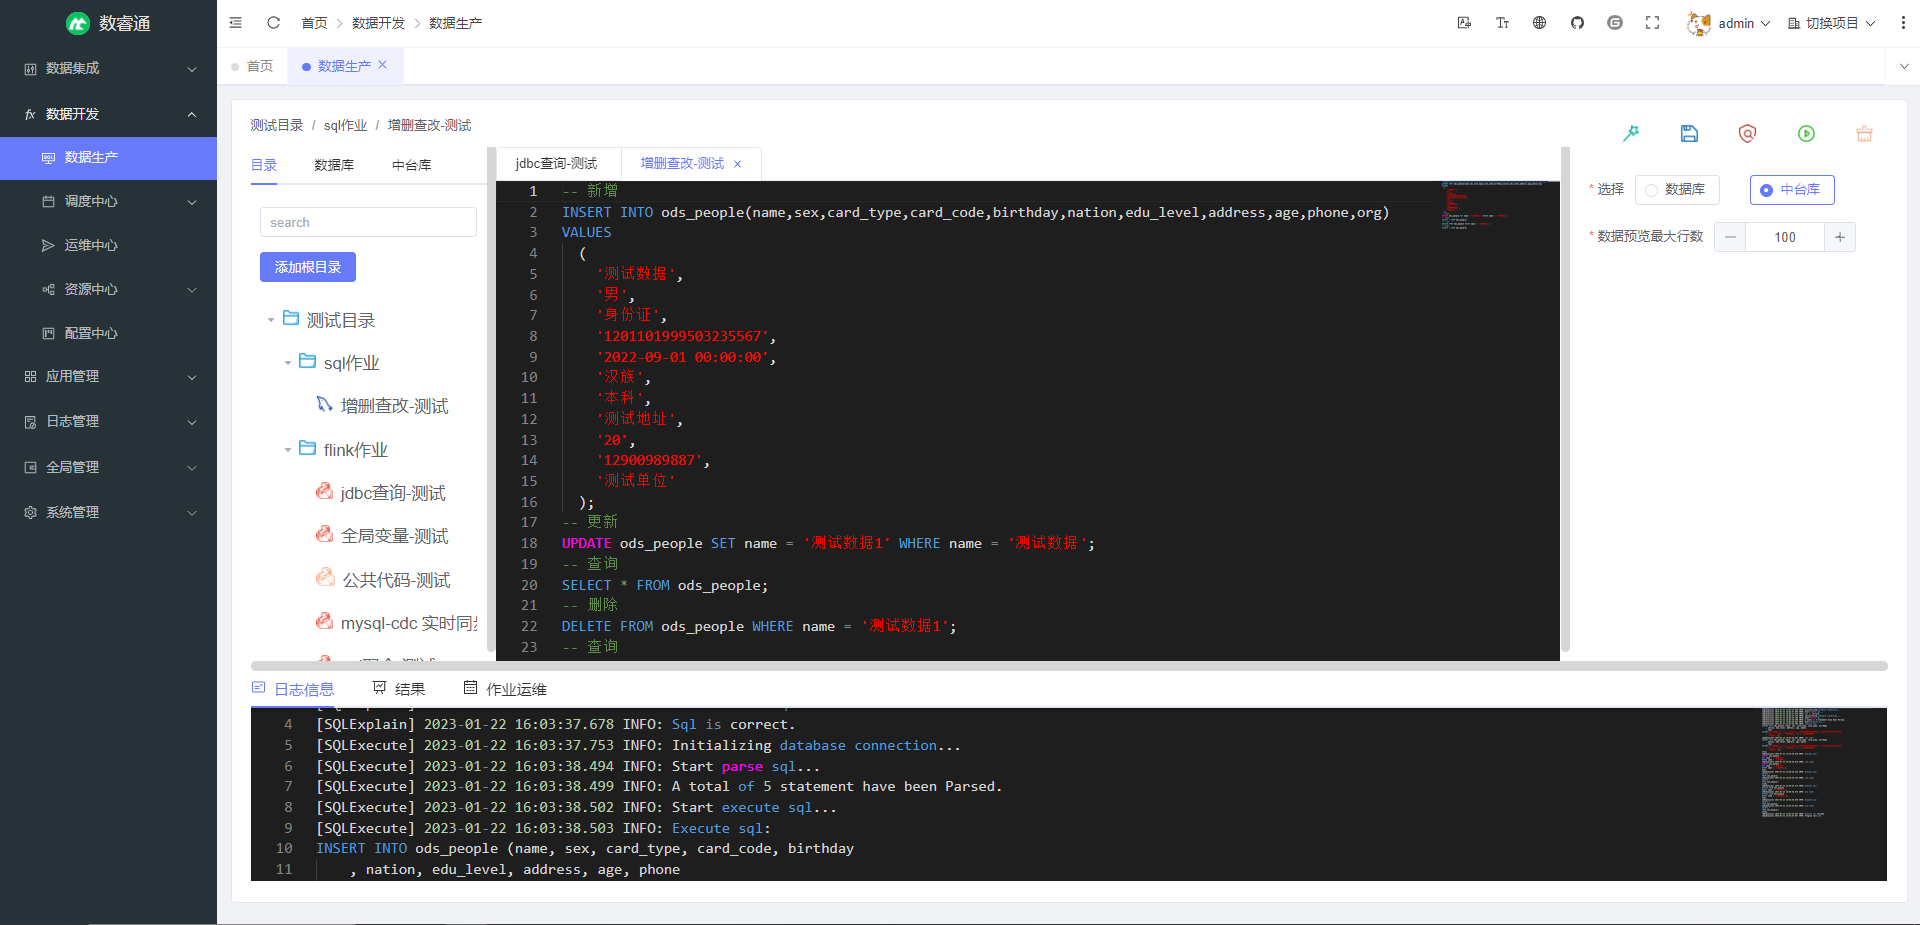 数睿通
首页 > 数据开发 > 数据生产
admin
切换项目
首页
数据生产
数据集成
数据开发
数据生产
调度中心
运维中心
资源中心
配置中心
应用管理
日志管理
全局管理
系统管理
测试目录 / sql作业 / 增删查改-测试
目录 数据库 中台库
search
添加根目录
测试目录
sql作业
增删查改-测试
flink作业
jdbc查询-测试
全局变量-测试
公共代码-测试
mysql-cdc 实时同
jdbc查询-测试 增删查改-测试
1 -- 新增
2 INSERT INTO ods_people(name,sex,card_type,card_code,birthday,nation,edu_level,address,age,phone,org)
3 VALUES
4 (
5 '测试数据',
6 '男',
7 '身份证',
8 '1201101999503235567',
9 '2022-09-01 00:00:00',
10 '汉族',
11 '本科',
12 '测试地址',
13 '20',
14 '12900989887',
15 '测试单位'
16 );
17 -- 更新
18 UPDATE ods_people SET name = '测试数据1' WHERE name = '测试数据';
19 -- 查询
20 SELECT * FROM ods_people;
21 -- 删除
22 DELETE FROM ods_people WHERE name = '测试数据1';
23 -- 查询
* 选择 数据库 中台库
* 数据预览最大行数 − 100 +
日志信息 结果 作业运维
4 [SQLExplain] 2023-01-22 16:03:37.678 INFO: Sql is correct.
5 [SQLExecute] 2023-01-22 16:03:37.753 INFO: Initializing database connection...
6 [SQLExecute] 2023-01-22 16:03:38.494 INFO: Start parse sql...
7 [SQLExecute] 2023-01-22 16:03:38.499 INFO: A total of 5 statement have been Parsed.
8 [SQLExecute] 2023-01-22 16:03:38.502 INFO: Start execute sql...
9 [SQLExecute] 2023-01-22 16:03:38.503 INFO: Execute sql:
10 INSERT INTO ods_people (name, sex, card_type, card_code, birthday
11 , nation, edu_level, address, age, phone